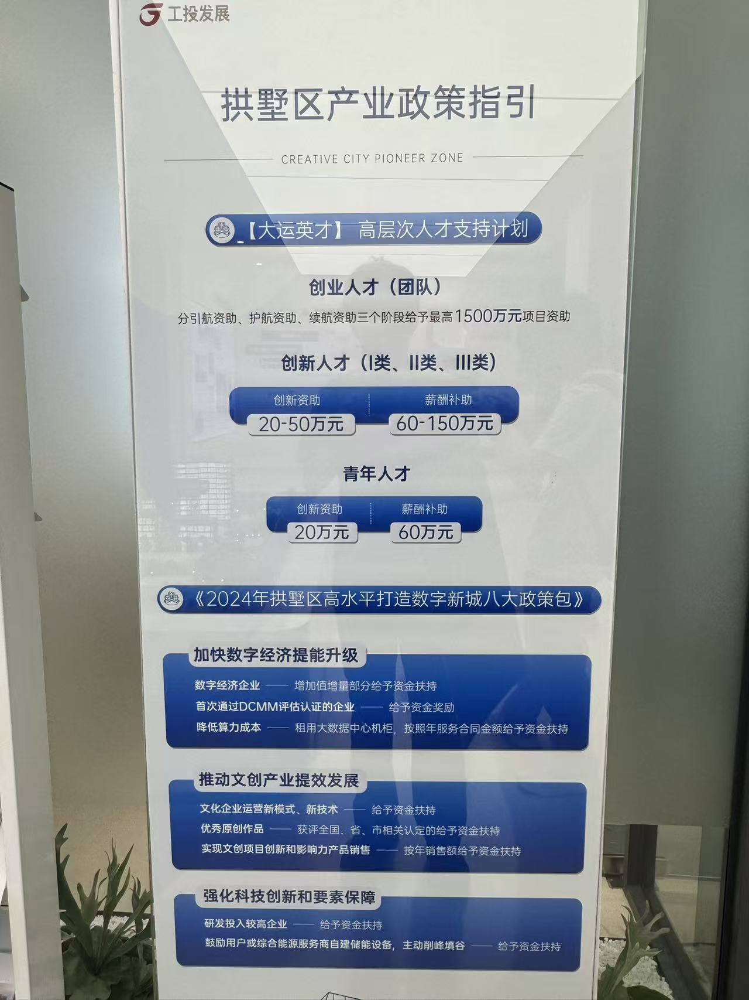 工投发展
拱墅区产业政策指引
CREATIVE CITY PIONEER ZONE
【大运英才】 高层次人才支持计划
创业人才（团队）
分引航资助、护航资助、续航资助三个阶段给予最高1500万元项目资助
创新人才（I类、II类、III类）
创新资助 薪酬补助
20-50万元 60-150万元
青年人才
创新资助 薪酬补助
20万元 60万元
《2024年拱墅区高水平打造数字新城八大政策包》
加快数字经济提能升级
数字经济企业 —— 增加值增量部分给予资金扶持
首次通过DCMM评估认证的企业 —— 给予资金奖励
降低算力成本 —— 租用大数据中心机柜，按照年服务合同金额给予资金扶持
推动文创产业提效发展
文化企业运营新模式、新技术 —— 给予资金扶持
优秀原创作品 —— 获评全国、省、市相关认定的给予资金扶持
实现文创项目创新和影响力产品销售 —— 按年销售额给予资金扶持
强化科技创新和要素保障
研发投入较高企业 —— 给予资金扶持
鼓励用户或综合能源服务商自建储能设备，主动削峰填谷 —— 给予资金扶持